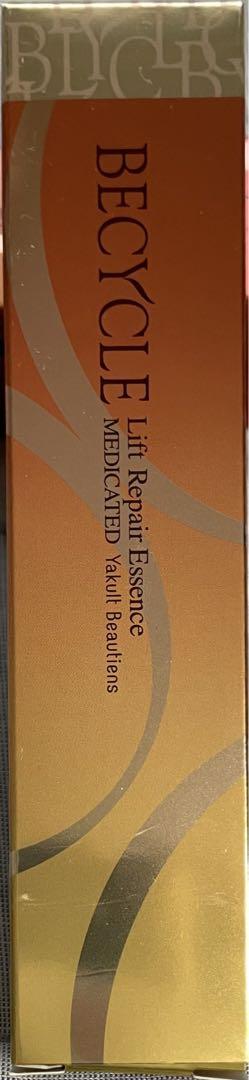 BECYCLE
Lift Repair Essence
MEDICATED Yakult Beautiens